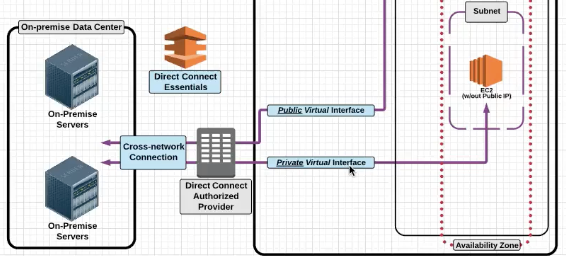 On-premise Data Center
On-Premise
Servers
On-Premise
Servers
Direct Connect
Essentials
Cross-network
Connection
Direct Connect
Authorized
Provider
Public Virtual Interface
Private Virtual Interface
Subnet
EC2
(w/out Public IP)
Availability Zone